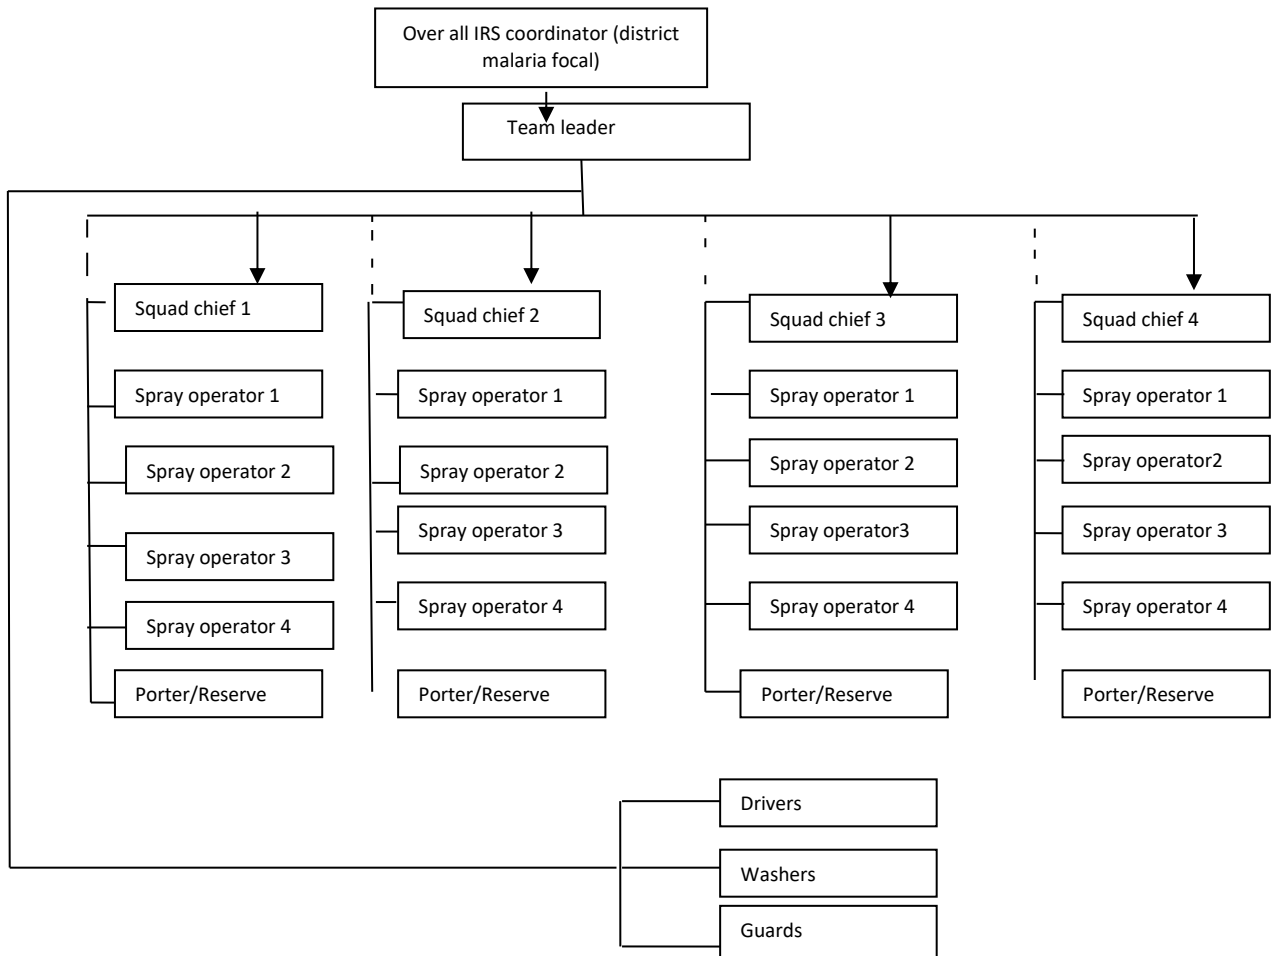 Over all IRS coordinator (district
malaria focal)
Team leader
Squad chief 1
Squad chief 2
Squad chief 3
Squad chief 4
Spray operator 1
Spray operator 1
Spray operator 1
Spray operator 1
Spray operator 2
Spray operator 2
Spray operator 2
Spray operator2
Spray operator 3
Spray operator 3
Spray operator3
Spray operator 3
Spray operator 4
Spray operator 4
Spray operator 4
Spray operator 4
Porter/Reserve
Porter/Reserve
Porter/Reserve
Porter/Reserve
Drivers
Washers
Guards